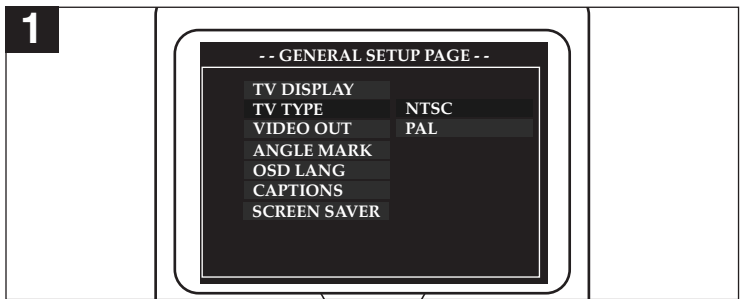 1
- - GENERAL SETUP PAGE - -
TV DISPLAY
TV TYPE NTSC
VIDEO OUT PAL
ANGLE MARK
OSD LANG
CAPTIONS
SCREEN SAVER